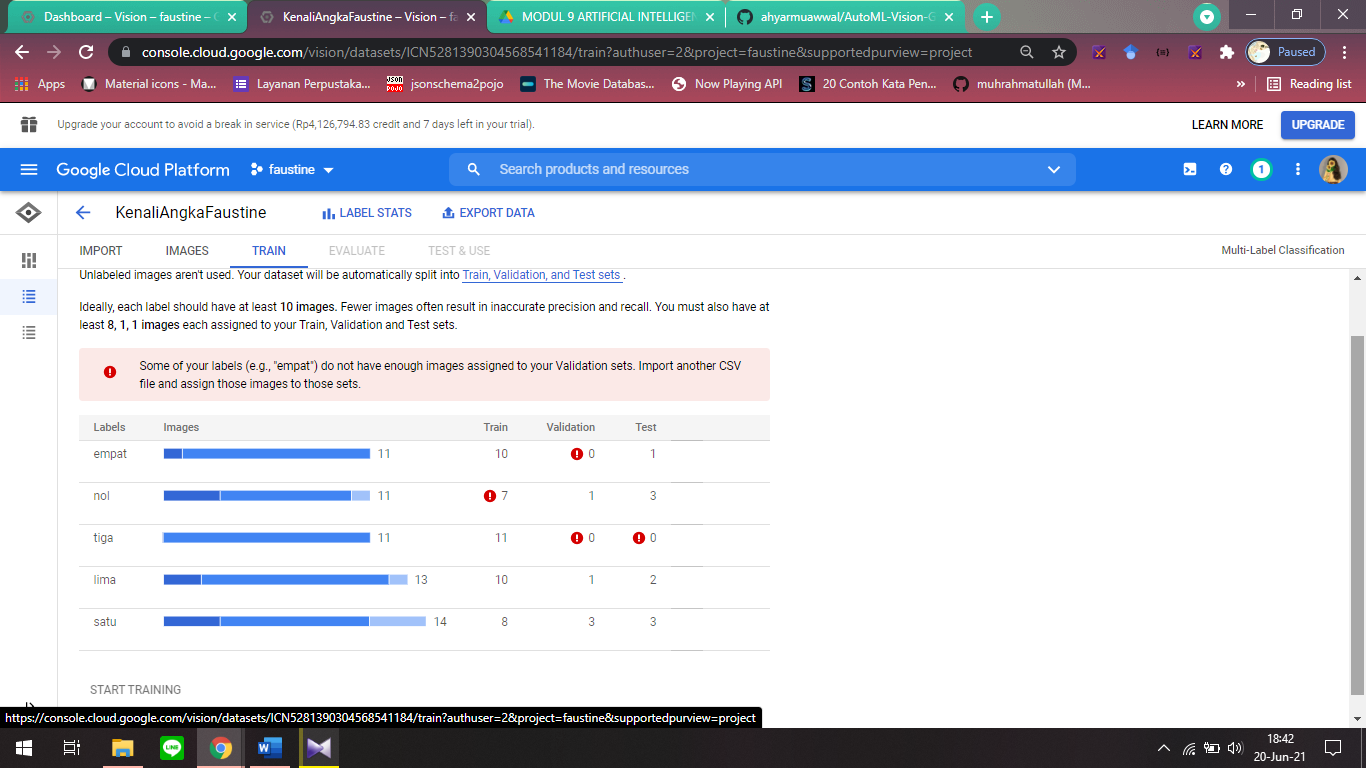 Dashboard – Vision – faustine – G
KenaliAngkaFaustine – Vision – fa
MODUL 9 ARTIFICIAL INTELLIGEN
ahyarmuawwal/AutoML-Vision-G
console.cloud.google.com/vision/datasets/ICN5281390304568541184/train?authuser=2&project=faustine&supportedpurview=project
Paused
Apps
Material icons - Ma...
Layanan Perpustaka...
jsonschema2pojo
The Movie Databas...
Now Playing API
20 Contoh Kata Pen...
muhrahmatullah (M...
»
Reading list
Upgrade your account to avoid a break in service (Rp4,126,794.83 credit and 7 days left in your trial).
LEARN MORE
UPGRADE
Google Cloud Platform
faustine
Search products and resources
1
KenaliAngkaFaustine
LABEL STATS
EXPORT DATA
IMPORT
IMAGES
TRAIN
EVALUATE
TEST & USE
Multi-Label Classification
Unlabeled images aren't used. Your dataset will be automatically split into Train, Validation, and Test sets .
Ideally, each label should have at least 10 images. Fewer images often result in inaccurate precision and recall. You must also have at
least 8, 1, 1 images each assigned to your Train, Validation and Test sets.
Some of your labels (e.g., "empat") do not have enough images assigned to your Validation sets. Import another CSV
file and assign those images to those sets.
Labels Images Train Validation Test
empat 11 10 0 1
nol 11 7 1 3
tiga 11 11 0 0
lima 13 10 1 2
satu 14 8 3 3
START TRAINING
https://console.cloud.google.com/vision/datasets/ICN5281390304568541184/train?authuser=2&project=faustine&supportedpurview=project
18:42
20-Jun-21